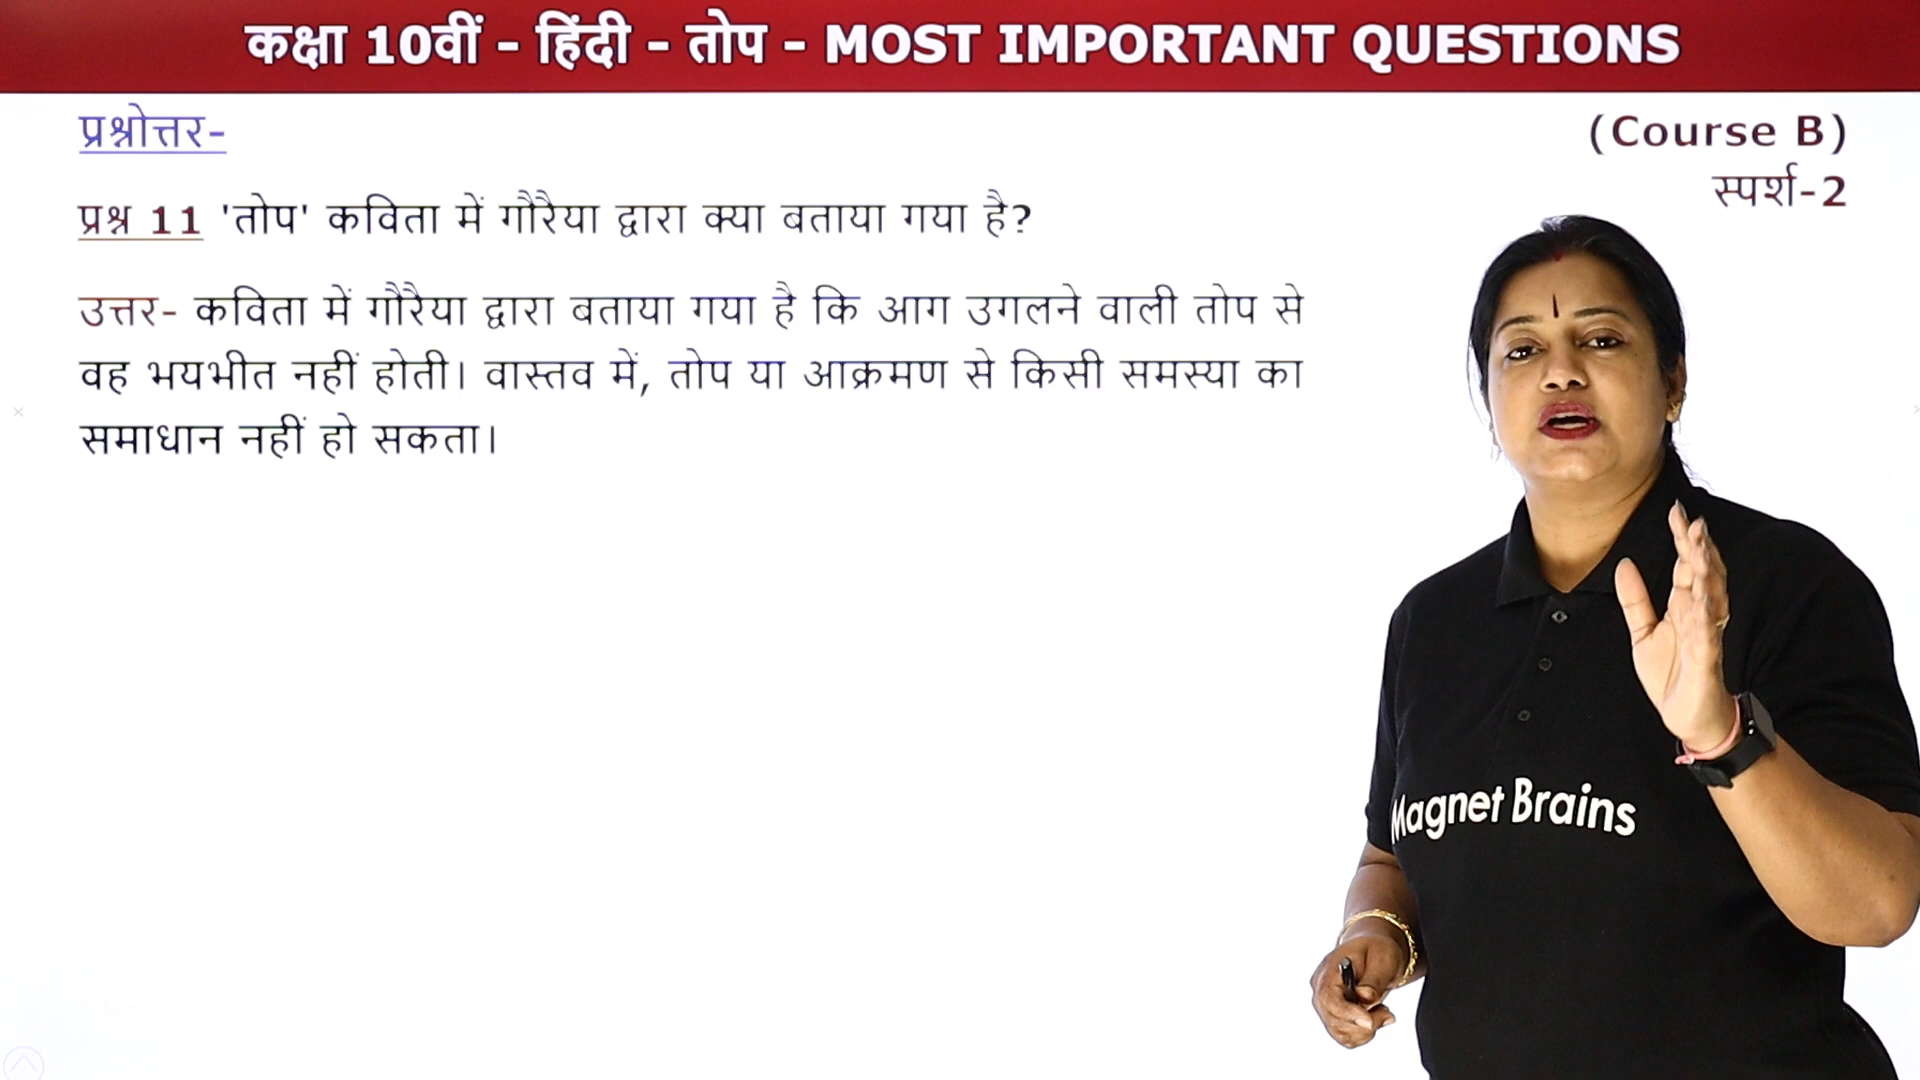 कक्षा 10वीं - हिंदी - तोप - MOST IMPORTANT QUESTIONS
प्रश्नोत्तर-
(Course B)
स्पर्श-2
प्रश्न 11 'तोप' कविता में गौरैया द्वारा क्या बताया गया है?
उत्तर- कविता में गौरैया द्वारा बताया गया है कि आग उगलने वाली तोप से
वह भयभीत नहीं होती। वास्तव में, तोप या आक्रमण से किसी समस्या का
समाधान नहीं हो सकता।
Magnet Brains